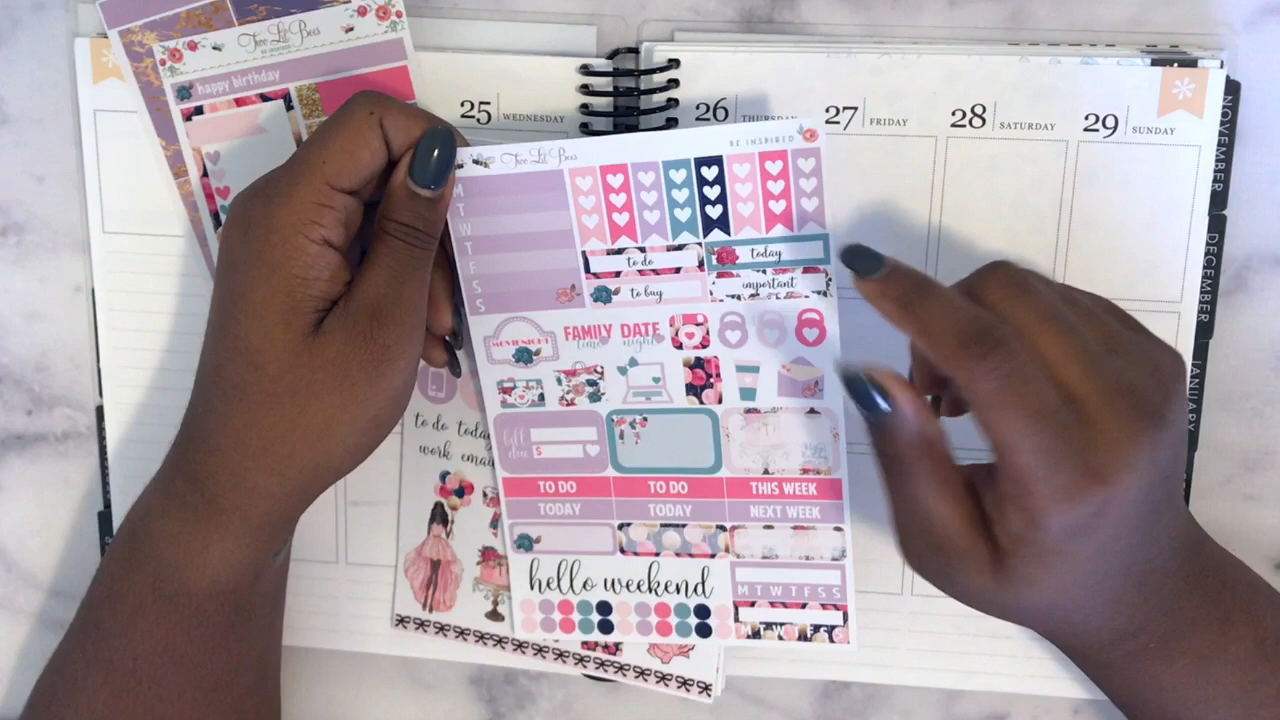 Two Lil Bees
BE INSPIRED
happy birthday
25 WEDNESDAY
26 THURSDAY
27 FRIDAY
28 SATURDAY
29 SUNDAY
NOVEMBER
DECEMBER
JANUARY
Two Lil Bees
BE INSPIRED
M
T
W
T
F
S
S
to do
today
to buy
important
MOVIE NIGHT
FAMILY time
DATE night
bill due
$
TO DO
TO DO
THIS WEEK
TODAY
TODAY
NEXT WEEK
hello weekend
M T W T F S S
M T W T F S S
to do today
work